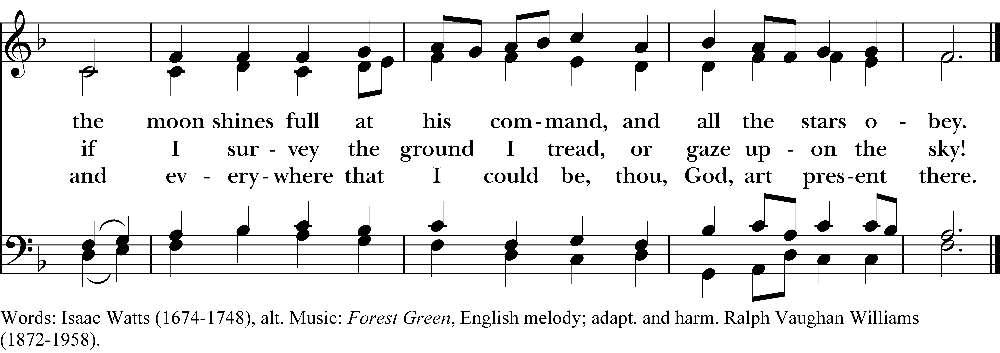 the moon shines full at his com - mand, and all the stars o - bey.
if I sur - vey the ground I tread, or gaze up - on the sky!
and ev - ery - where that I could be, thou, God, art pres - ent there.
Words: Isaac Watts (1674-1748), alt. Music: Forest Green, English melody; adapt. and harm. Ralph Vaughan Williams
(1872-1958).